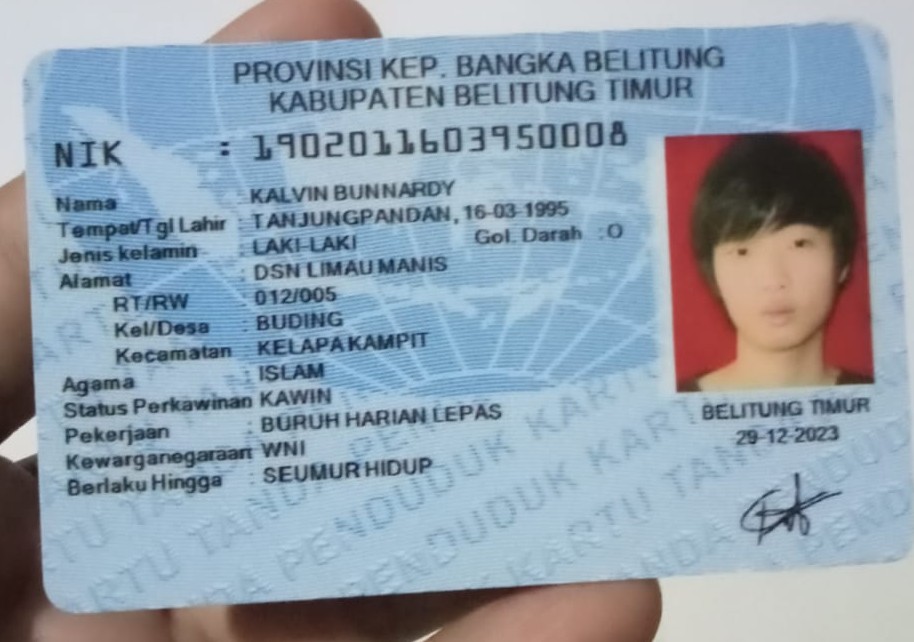 PROVINSI KEP. BANGKA BELITUNG
KABUPATEN BELITUNG TIMUR
NIK : 1902011603950008
Nama : KALVIN BUNNARDY
Tempat/Tgl Lahir : TANJUNGPANDAN, 16-03-1995
Jenis kelamin : LAKI-LAKI Gol. Darah : O
Alamat : DSN LIMAU MANIS
RT/RW : 012/005
Kel/Desa : BUDING
Kecamatan : KELAPA KAMPIT
Agama : ISLAM
Status Perkawinan : KAWIN
Pekerjaan : BURUH HARIAN LEPAS
Kewarganegaraan : WNI
Berlaku Hingga : SEUMUR HIDUP
BELITUNG TIMUR
29-12-2023
KARTU TANDA PENDUDUK